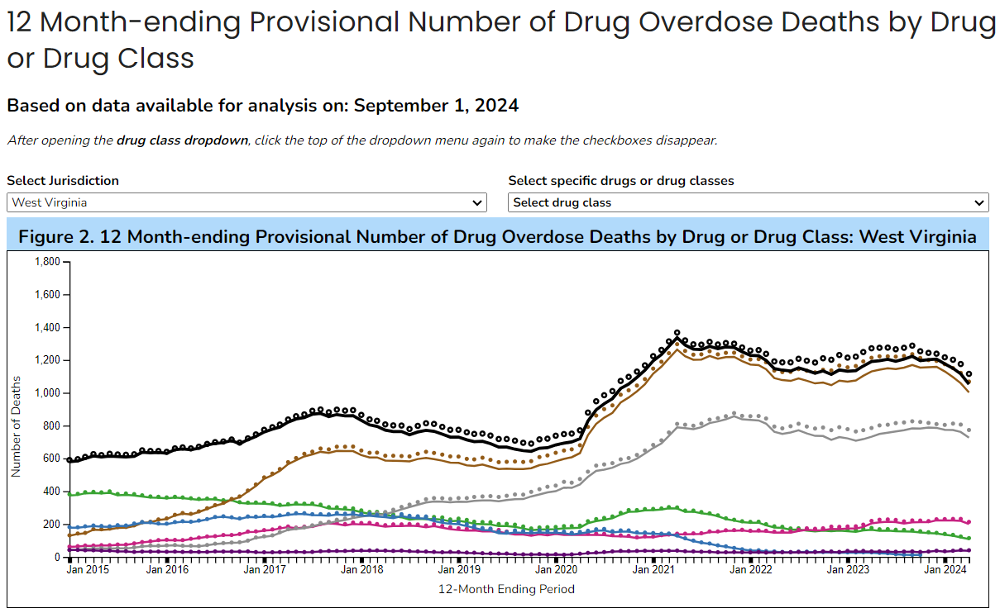 12 Month-ending Provisional Number of Drug Overdose Deaths by Drug
or Drug Class
Based on data available for analysis on: September 1, 2024
After opening the drug class dropdown, click the top of the dropdown menu again to make the checkboxes disappear.
Select Jurisdiction
Select specific drugs or drug classes
West Virginia
Select drug class
Figure 2. 12 Month-ending Provisional Number of Drug Overdose Deaths by Drug or Drug Class: West Virginia
Number of Deaths
1,800
1,600
1,400
1,200
1,000
800
600
400
200
0
Jan 2015 Jan 2016 Jan 2017 Jan 2018 Jan 2019 Jan 2020 Jan 2021 Jan 2022 Jan 2023 Jan 2024
12-Month Ending Period